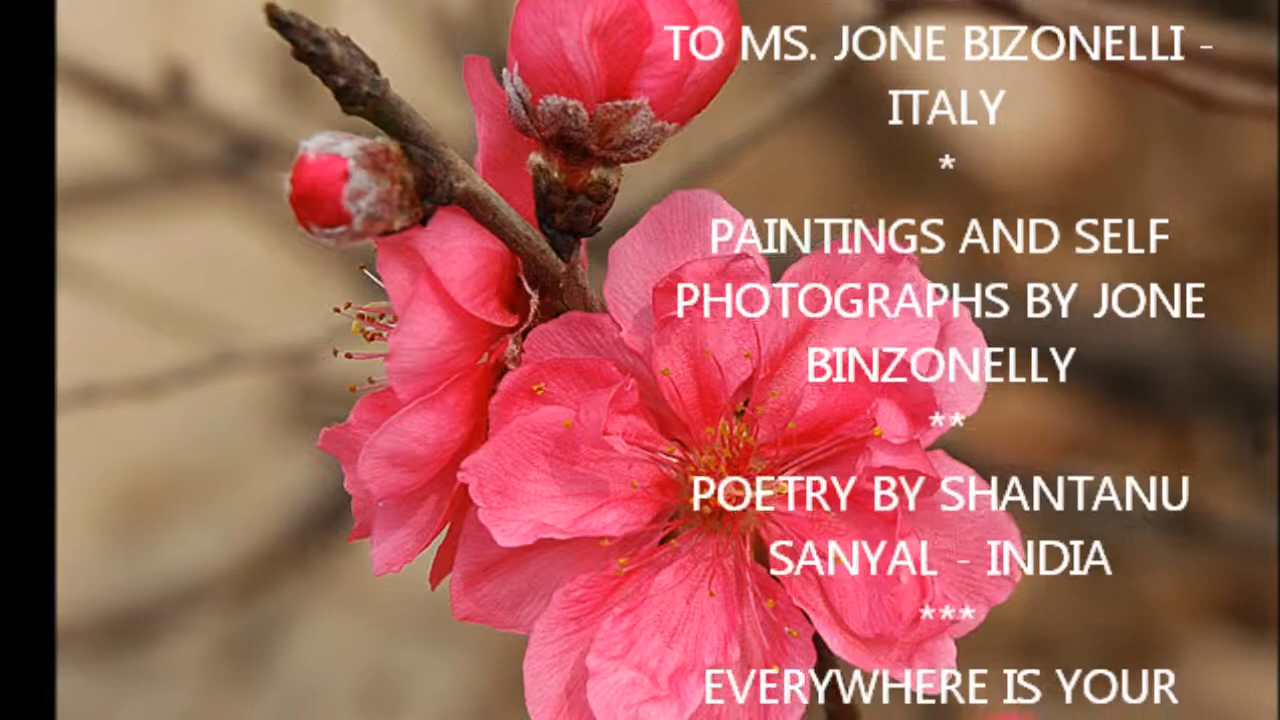 TO MS. JONE BIZONELLI -
ITALY
*
PAINTINGS AND SELF
PHOTOGRAPHS BY JONE
BINZONELLY
**
POETRY BY SHANTANU
SANYAL - INDIA
***
EVERYWHERE IS YOUR